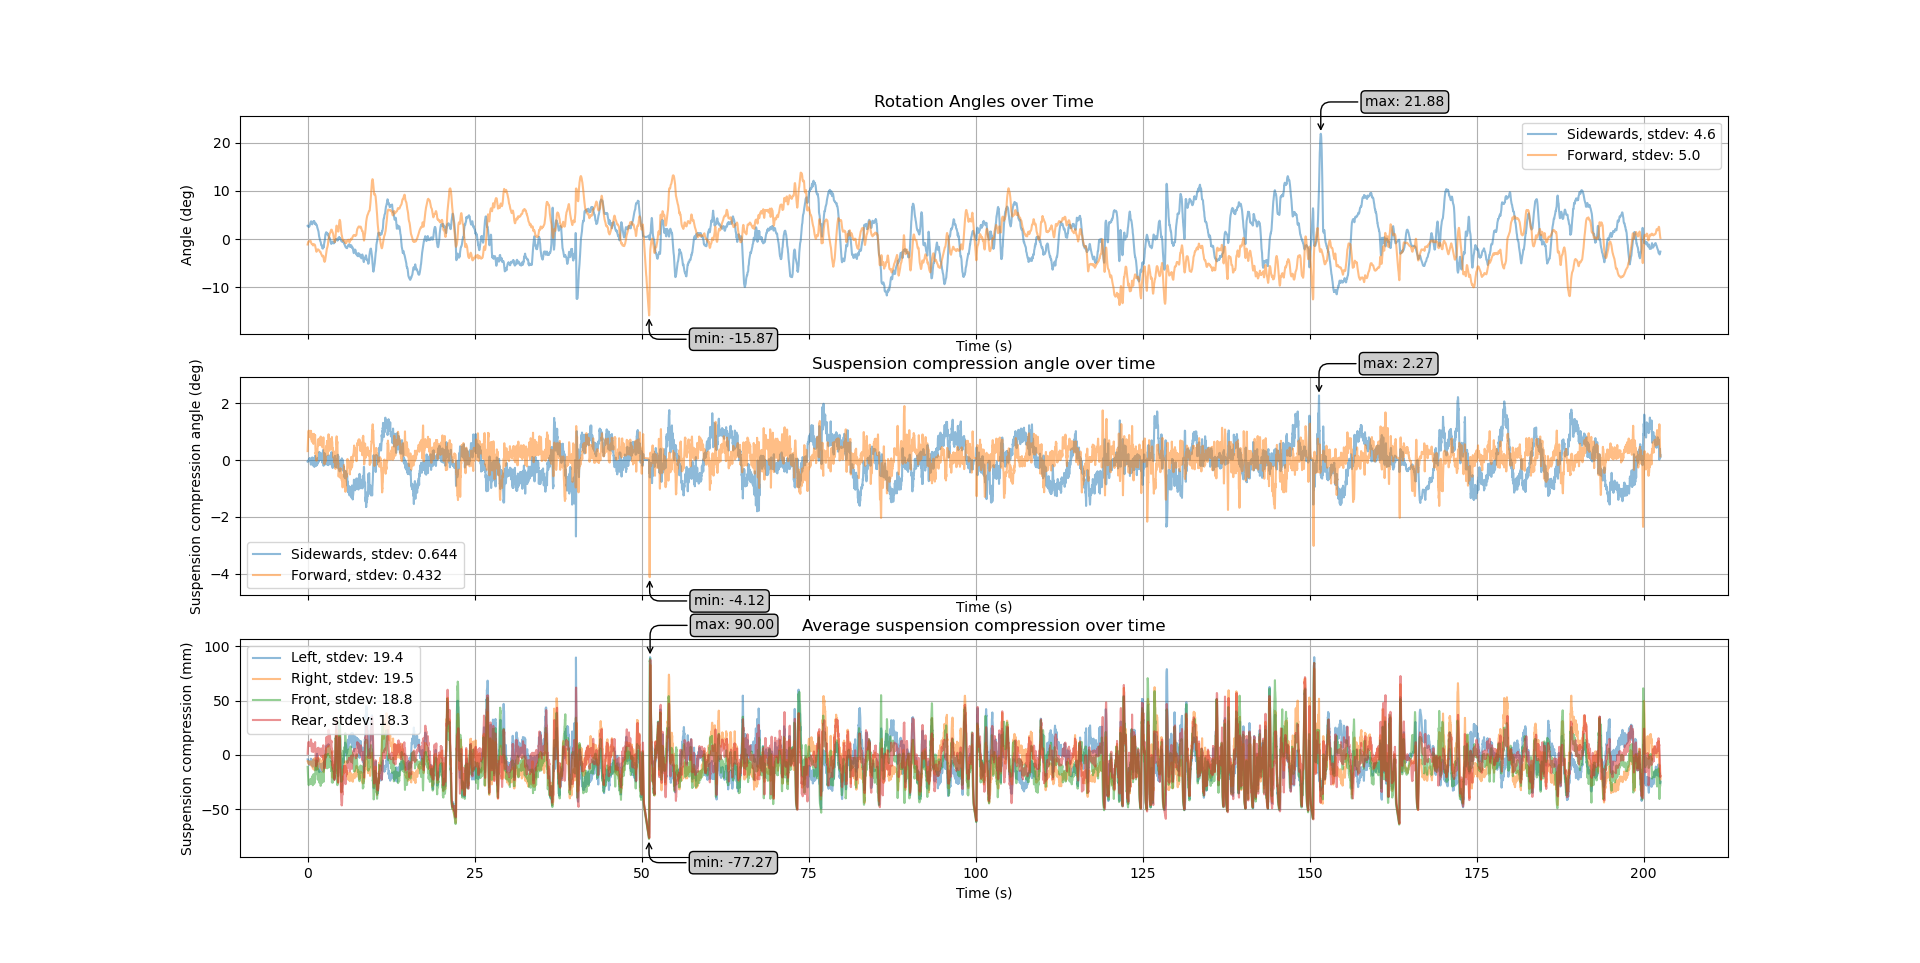 Rotation Angles over Time
max: 21.88
Angle (deg)
20
10
0
−10
Sidewards, stdev: 4.6
Forward, stdev: 5.0
min: -15.87
Time (s)
Suspension compression angle over time
max: 2.27
Suspension compression angle (deg)
2
0
−2
−4
Sidewards, stdev: 0.644
Forward, stdev: 0.432
min: -4.12
Time (s)
max: 90.00
Average suspension compression over time
Suspension compression (mm)
100
50
0
−50
Left, stdev: 19.4
Right, stdev: 19.5
Front, stdev: 18.8
Rear, stdev: 18.3
min: -77.27
0 25 50 75 100 125 150 175 200
Time (s)